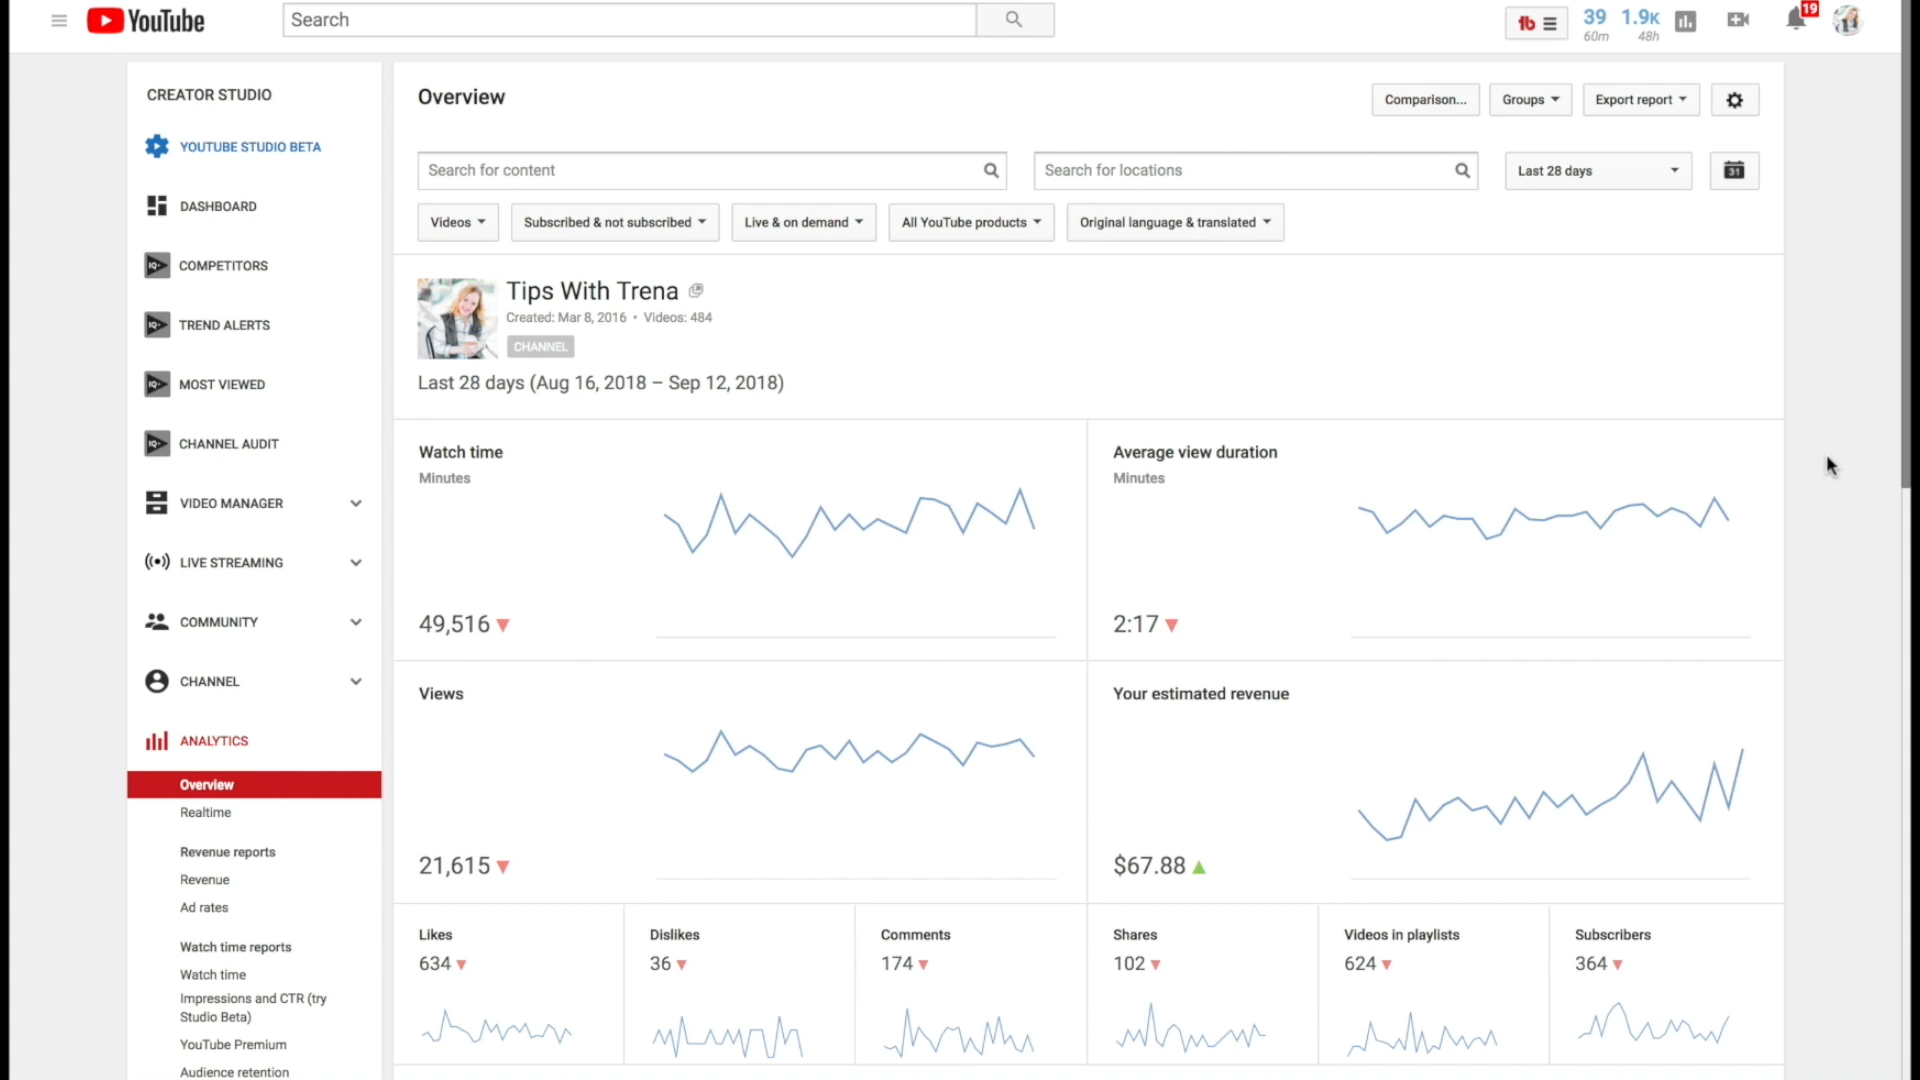 YouTube
Search
39
60m
1.9K
48h
19
CREATOR STUDIO
YOUTUBE STUDIO BETA
DASHBOARD
COMPETITORS
TREND ALERTS
MOST VIEWED
CHANNEL AUDIT
VIDEO MANAGER
LIVE STREAMING
COMMUNITY
CHANNEL
ANALYTICS
Overview
Realtime
Revenue reports
Revenue
Ad rates
Watch time reports
Watch time
Impressions and CTR (try
Studio Beta)
YouTube Premium
Audience retention
Overview
Comparison...
Groups
Export report
Search for content
Search for locations
Last 28 days
31
Videos
Subscribed & not subscribed
Live & on demand
All YouTube products
Original language & translated
Tips With Trena
Created: Mar 8, 2016 • Videos: 484
CHANNEL
Last 28 days (Aug 16, 2018 – Sep 12, 2018)
Watch time
Minutes
49,516
Average view duration
Minutes
2:17
Views
21,615
Your estimated revenue
$67.88
Likes
634
Dislikes
36
Comments
174
Shares
102
Videos in playlists
624
Subscribers
364